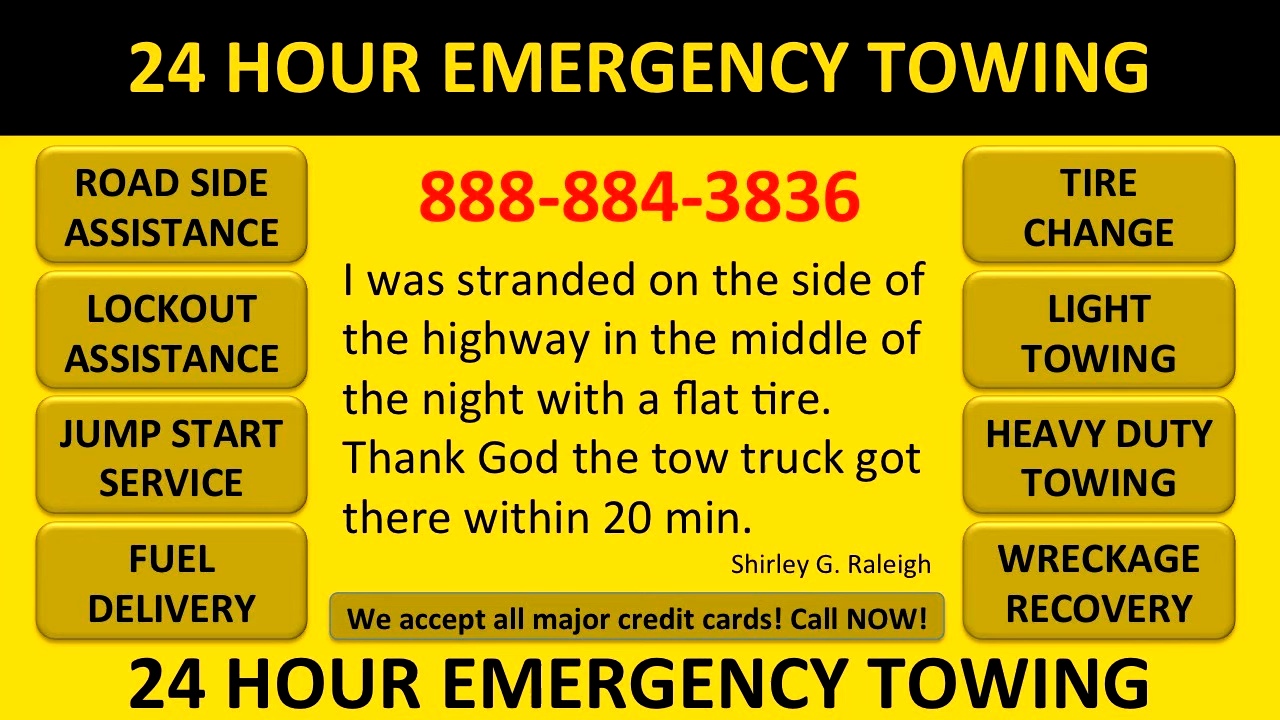 24 HOUR EMERGENCY TOWING
ROAD SIDE
ASSISTANCE
LOCKOUT
ASSISTANCE
JUMP START
SERVICE
FUEL
DELIVERY
888-884-3836
I was stranded on the side of
the highway in the middle of
the night with a flat tire.
Thank God the tow truck got
there within 20 min.
Shirley G. Raleigh
We accept all major credit cards! Call NOW!
TIRE
CHANGE
LIGHT
TOWING
HEAVY DUTY
TOWING
WRECKAGE
RECOVERY
24 HOUR EMERGENCY TOWING